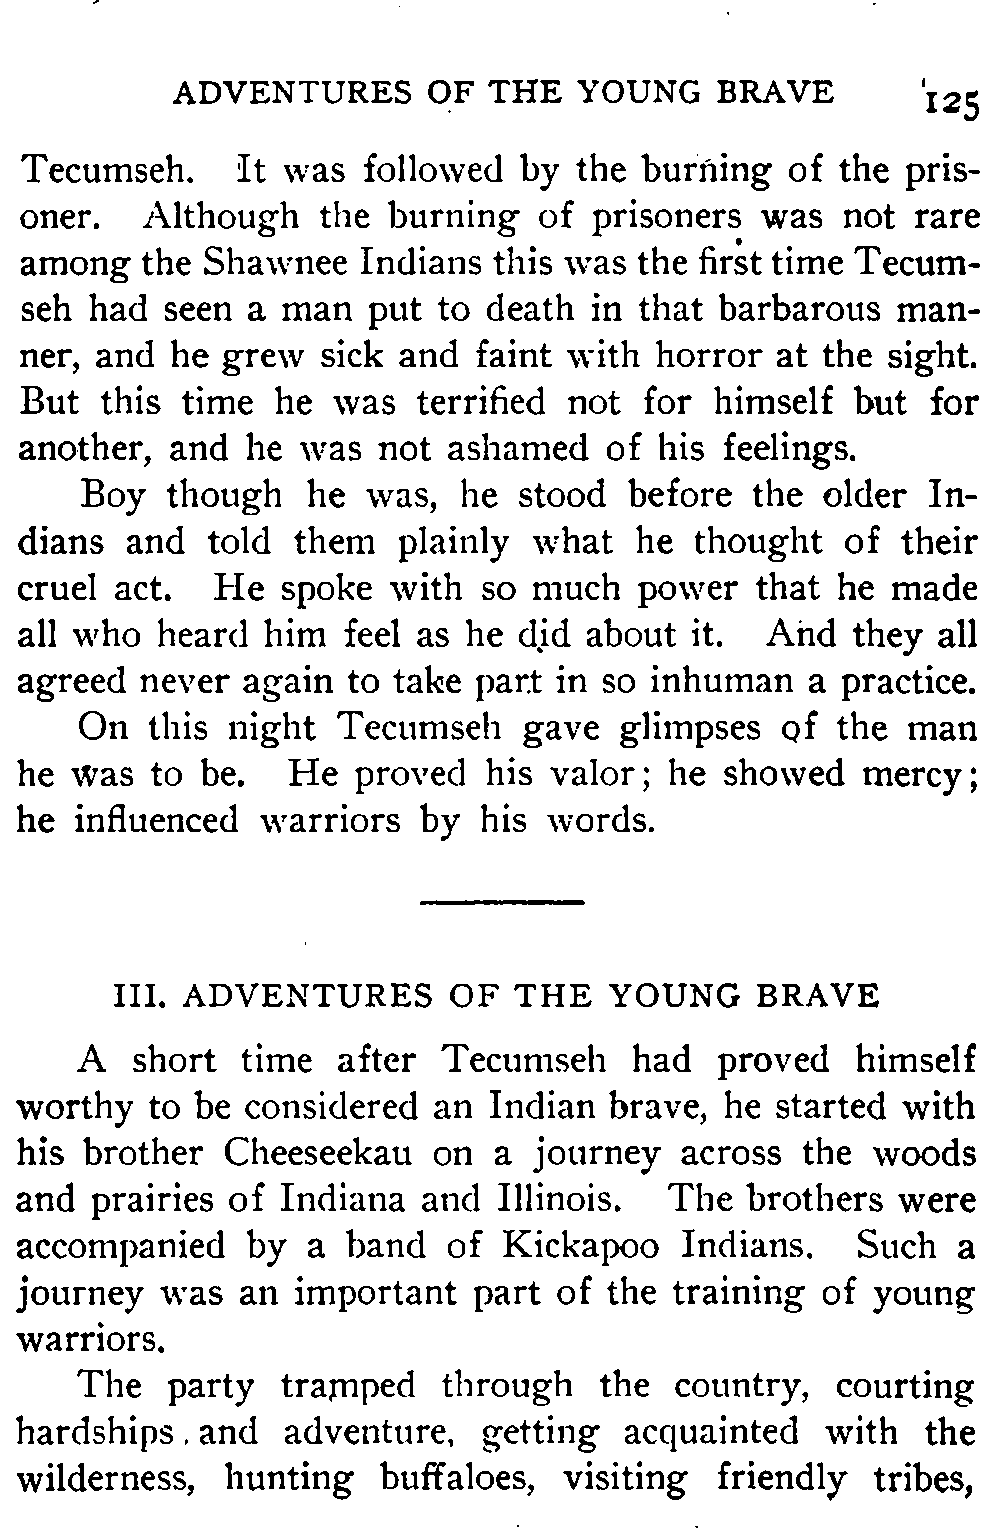 ADVENTURES OF THE YOUNG BRAVE 125
Tecumseh. It was followed by the burning of the pris-
oner. Although the burning of prisoners was not rare
among the Shawnee Indians this was the first time Tecum-
seh had seen a man put to death in that barbarous man-
ner, and he grew sick and faint with horror at the sight.
But this time he was terrified not for himself but for
another, and he was not ashamed of his feelings.
Boy though he was, he stood before the older In-
dians and told them plainly what he thought of their
cruel act. He spoke with so much power that he made
all who heard him feel as he did about it. And they all
agreed never again to take part in so inhuman a practice.
On this night Tecumseh gave glimpses of the man
he was to be. He proved his valor; he showed mercy;
he influenced warriors by his words.
III. ADVENTURES OF THE YOUNG BRAVE
A short time after Tecumseh had proved himself
worthy to be considered an Indian brave, he started with
his brother Cheeseekau on a journey across the woods
and prairies of Indiana and Illinois. The brothers were
accompanied by a band of Kickapoo Indians. Such a
journey was an important part of the training of young
warriors.
The party tramped through the country, courting
hardships and adventure, getting acquainted with the
wilderness, hunting buffaloes, visiting friendly tribes,